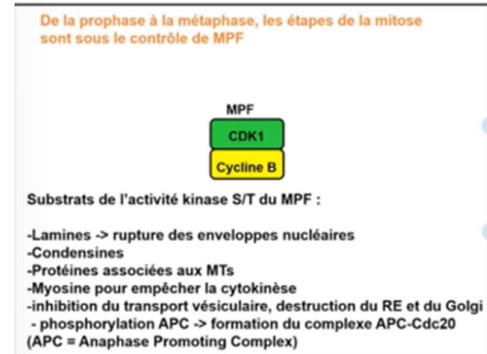 De la prophase à la métaphase, les étapes de la mitose
sont sous le contrôle de MPF
MPF
CDK1
Cycline B
Substrats de l'activité kinase S/T du MPF :
-Lamines -> rupture des enveloppes nucléaires
-Condensines
-Protéines associées aux MTs
-Myosine pour empêcher la cytokinèse
-inhibition du transport vésiculaire, destruction du RE et du Golgi
- phosphorylation APC -> formation du complexe APC-Cdc20
(APC = Anaphase Promoting Complex)